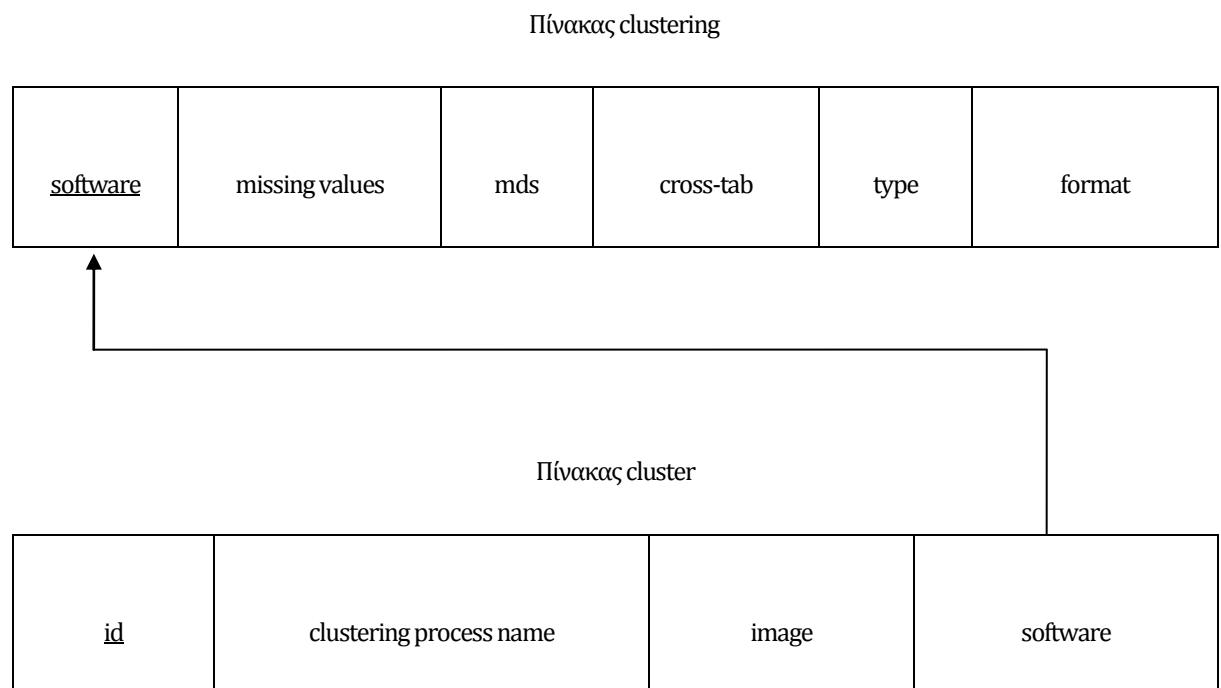 Πίνακας clustering
software missing values mds cross-tab type format
Πίνακας cluster
id clustering process name image software